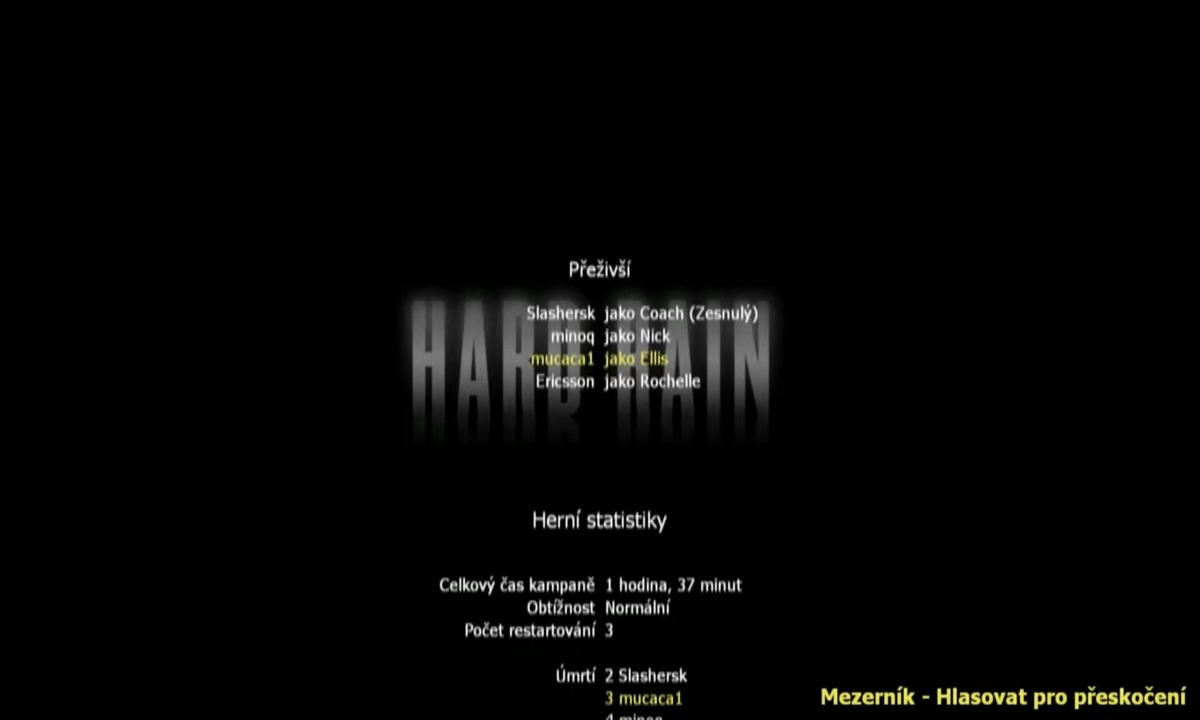 Přeživší
HARD RAIN
Slashersk jako Coach (Zesnulý)
minoq jako Nick
mucaca1 jako Ellis
Ericsson jako Rochelle
Herní statistiky
Celkový čas kampaně 1 hodina, 37 minut
Obtížnost Normální
Počet restartování 3
Úmrtí 2 Slashersk
3 mucaca1
4 minoq
Mezerník - Hlasovat pro přeskočení